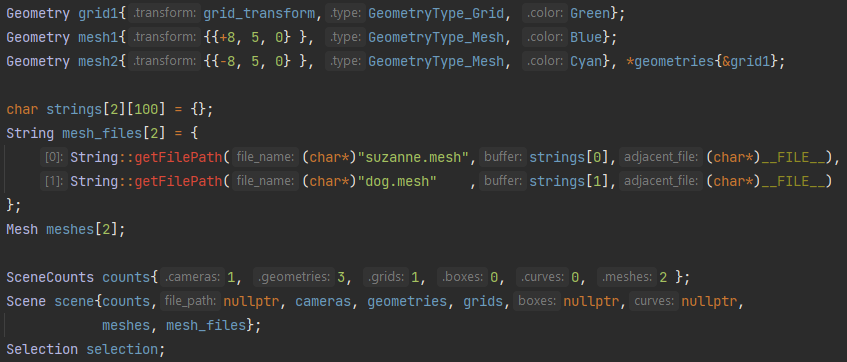 Geometry grid1{.transform: grid_transform, .type: GeometryType_Grid, .color: Green};
Geometry mesh1{.transform: {{+8, 5, 0} }, .type: GeometryType_Mesh, .color: Blue};
Geometry mesh2{.transform: {{-8, 5, 0} }, .type: GeometryType_Mesh, .color: Cyan}, *geometries{&grid1};
char strings[2][100] = {};
String mesh_files[2] = {
[0]: String::getFilePath( file_name: (char*)"suzanne.mesh", buffer: strings[0], adjacent_file: (char*)__FILE__),
[1]: String::getFilePath( file_name: (char*)"dog.mesh"    , buffer: strings[1], adjacent_file: (char*)__FILE__)
};
Mesh meshes[2];
SceneCounts counts{ .cameras: 1, .geometries: 3, .grids: 1, .boxes: 0, .curves: 0, .meshes: 2 };
Scene scene{counts, file_path: nullptr, cameras, geometries, grids, boxes: nullptr, curves: nullptr,
meshes, mesh_files};
Selection selection;